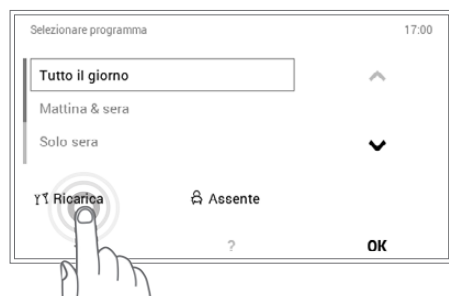 Selezionare programma 17:00
Tutto il giorno
Mattina & sera
Solo sera
Ricarica Assente
? OK